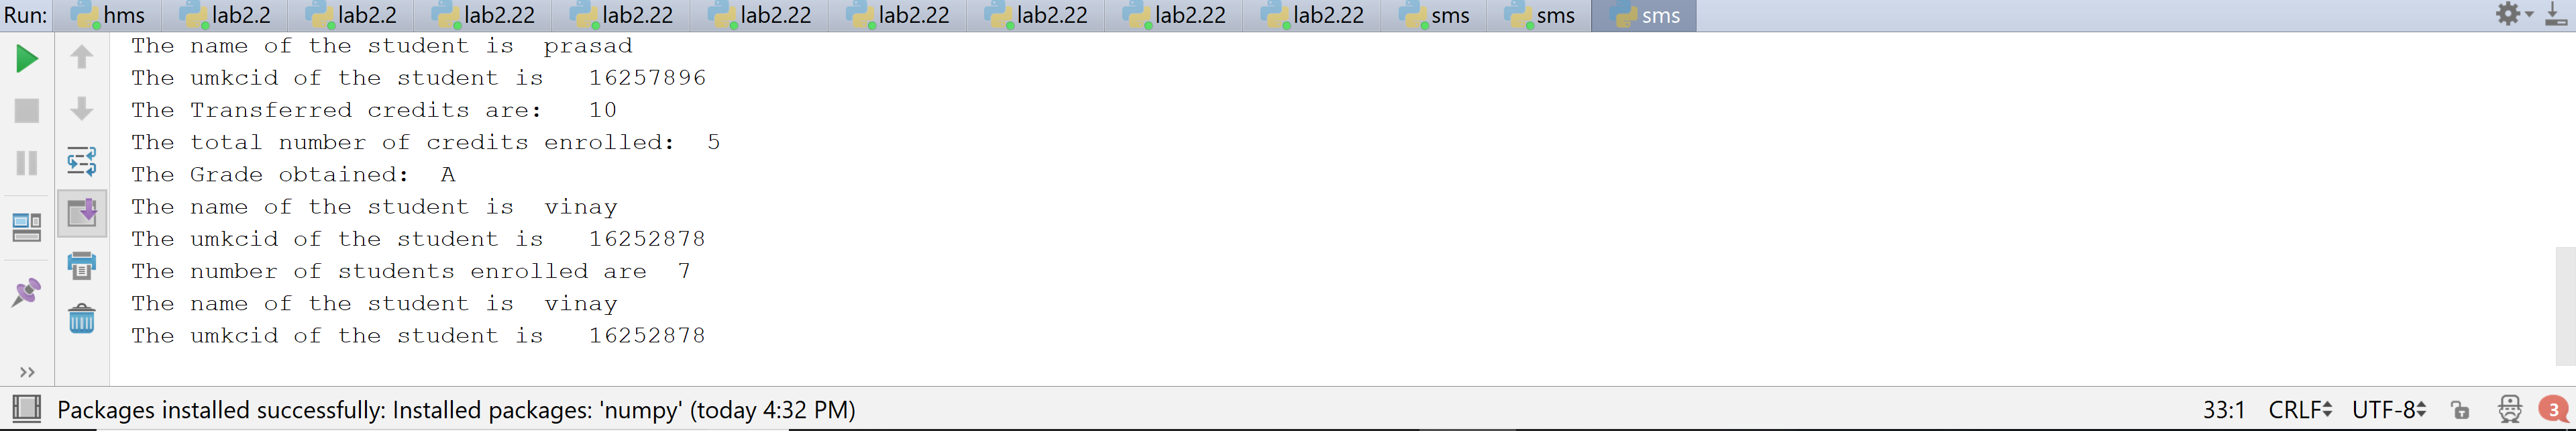 Run: hms lab2.2 lab2.2 lab2.22 lab2.22 lab2.22 lab2.22 lab2.22 lab2.22 lab2.22 sms sms sms
The name of the student is  prasad
The umkcid of the student is   16257896
The Transferred credits are:   10
The total number of credits enrolled:  5
The Grade obtained:  A
The name of the student is  vinay
The umkcid of the student is   16252878
The number of students enrolled are  7
The name of the student is  vinay
The umkcid of the student is   16252878
Packages installed successfully: Installed packages: 'numpy' (today 4:32 PM) 33:1 CRLF UTF-8 3